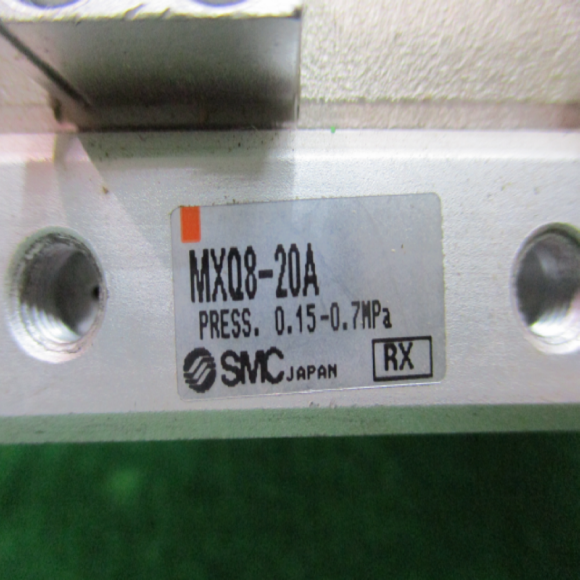 MXQ8-20A
PRESS. 0.15-0.7MPa
SMC JAPAN
RX